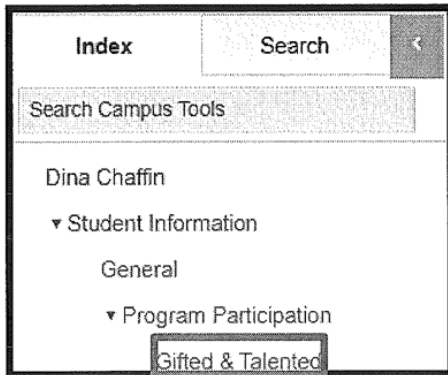 Index Search
Search Campus Tools
Dina Chaffin
▾ Student Information
General
▾ Program Participation
Gifted & Talented